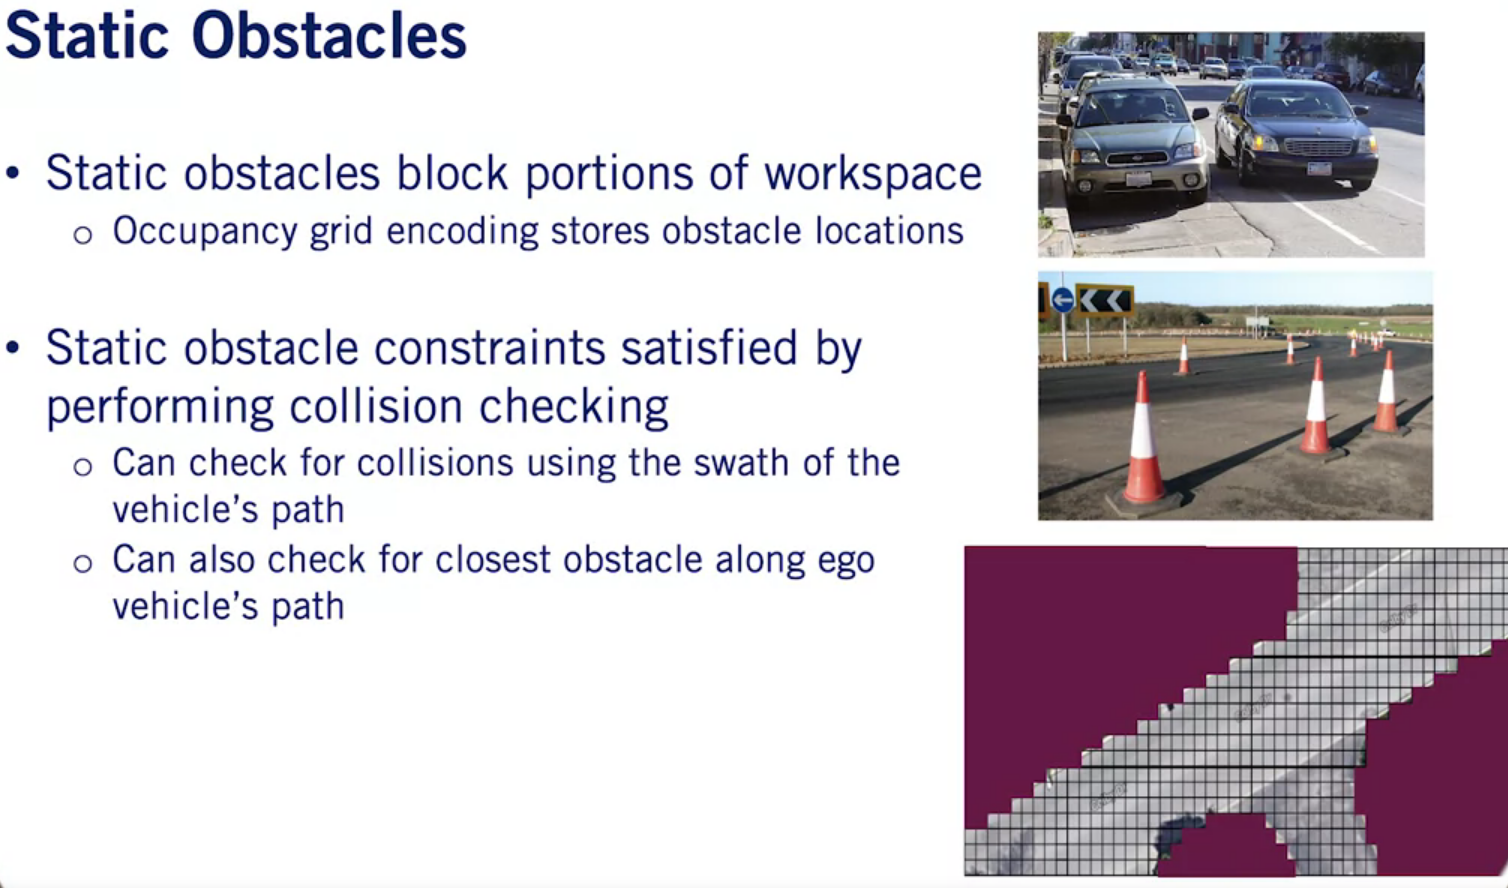 Static Obstacles
• Static obstacles block portions of workspace
o Occupancy grid encoding stores obstacle locations
• Static obstacle constraints satisfied by
performing collision checking
o Can check for collisions using the swath of the
vehicle's path
o Can also check for closest obstacle along ego
vehicle's path